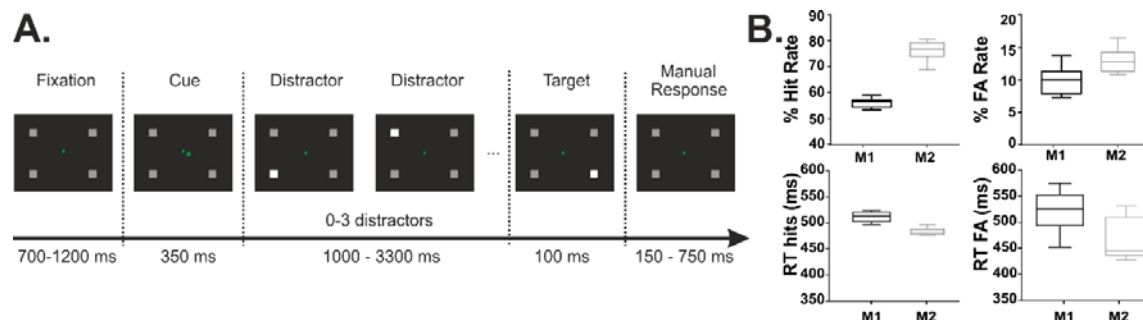 A.
Fixation
Cue
Distractor
Distractor
Target
Manual
Response
...
0-3 distractors
700-1200 ms
350 ms
1000 - 3300 ms
100 ms
150 - 750 ms
B.
% Hit Rate
90
80
70
60
50
40
M1
M2
% FA Rate
20
15
10
5
0
M1
M2
RT hits (ms)
600
550
500
450
400
350
M1
M2
RT FA (ms)
600
550
500
450
400
350
M1
M2